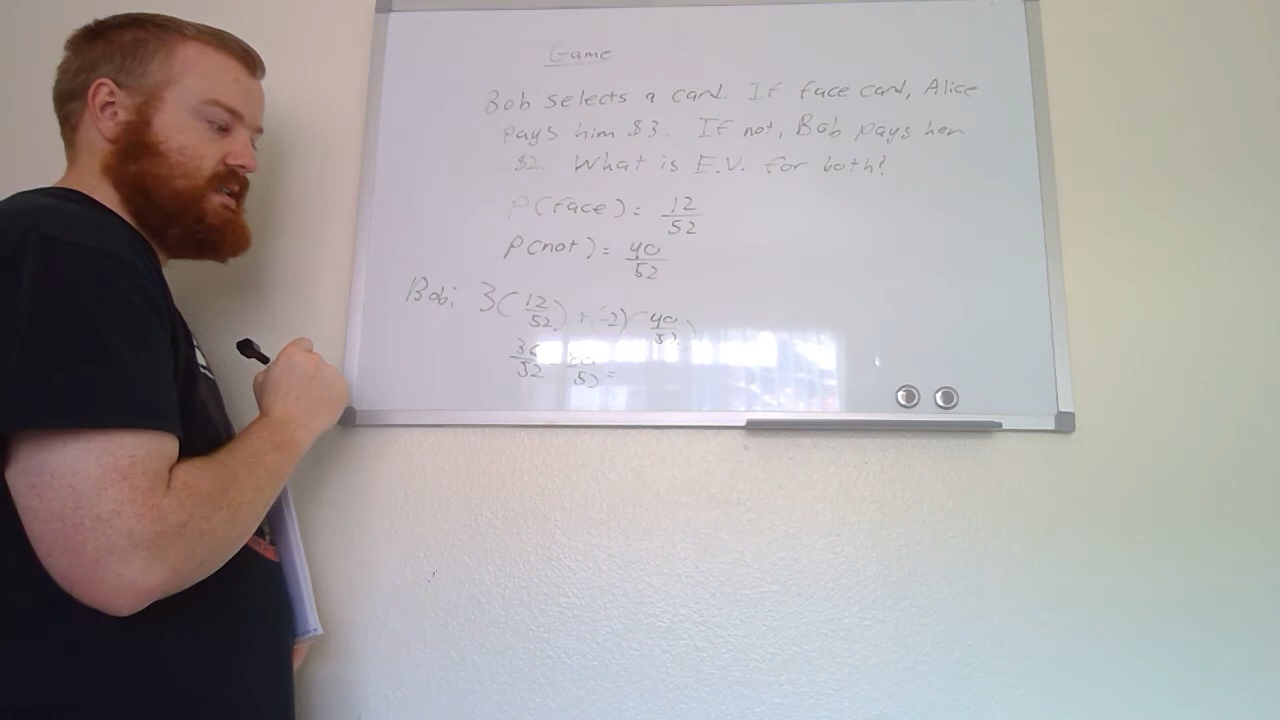 Game
Bob selects a card. If face card, Alice
pays him $3. If not, Bob pays her
$2. What is E.V. for both?
P(face) = 12/52
P(not) = 40/52
Bob: 3(12/52) + (-2)(40/52)
36/52 - 80/52 =